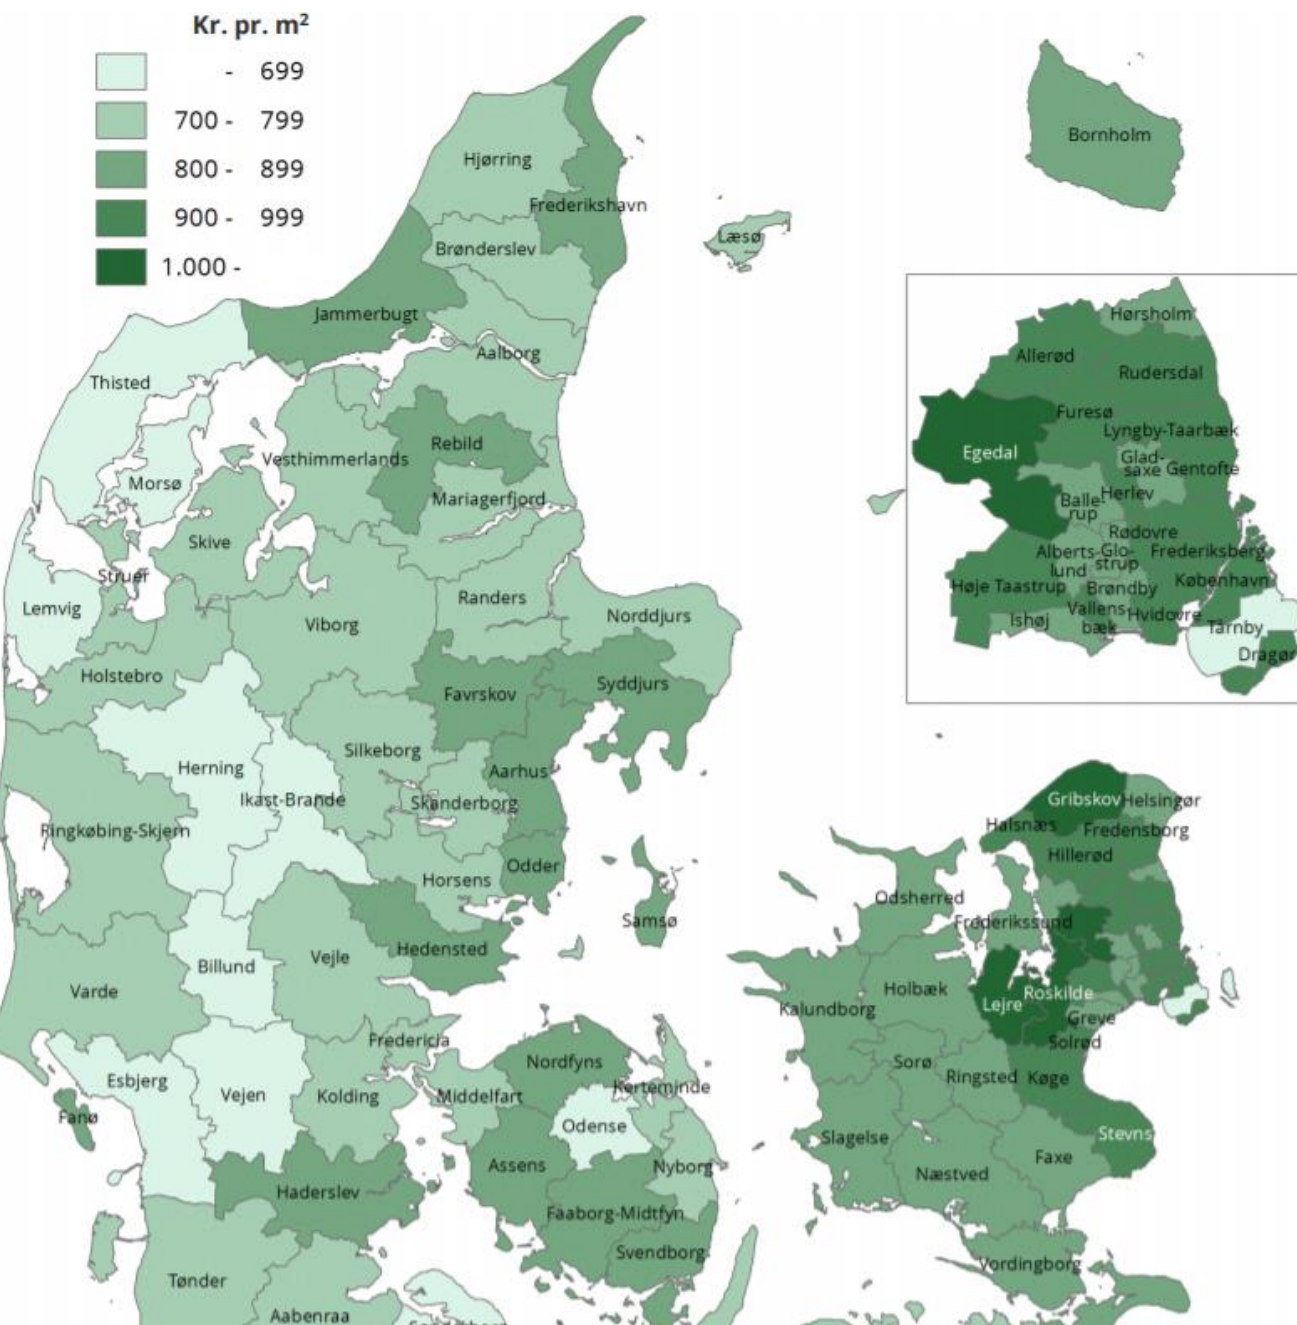 Kr. pr. m²
- 699
700 - 799
800 - 899
900 - 999
1.000 -
Hjørring
Frederikshavn
Brønderslev
Læsø
Bornholm
Jammerbugt
Aalborg
Thisted
Rebild
Vesthimmerlands
Morsø
Mariagerfjord
Skive
Struer
Lemvig
Randers
Norddjurs
Viborg
Holstebro
Favrskov
Syddjurs
Silkeborg
Herning
Aarhus
Ikast-Brande
Skanderborg
Ringkøbing-Skjern
Odder
Horsens
Samsø
Hedensted
Vejle
Billund
Varde
Fredericia
Nordfyns
Esbjerg
Vejen
Kolding
Middelfart
Kerteminde
Fanø
Odense
Assens
Nyborg
Haderslev
Faaborg-Midtfyn
Svendborg
Tønder
Aabenraa
Hørsholm
Allerød
Rudersdal
Furesø
Lyngby-Taarbæk
Egedal
Glad-
saxe
Gentofte
Balle-
rup
Herlev
Rødovre
Alberts-
lund
Glo-
strup
Frederiksberg
Høje Taastrup
Brøndby
København
Ishøj
Vallens-
bæk
Hvidovre
Tårnby
Dragør
Gribskov
Helsingør
Halsnæs
Fredensborg
Hillerød
Odsherred
Frederikssund
Holbæk
Kalundborg
Lejre
Roskilde
Greve
Solrød
Sorø
Ringsted
Køge
Slagelse
Stevns
Faxe
Næstved
Vordingborg